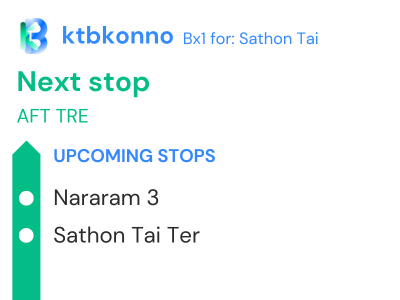 ktbkonno Bx1 for: Sathon Tai
Next stop
AFT TRE
UPCOMING STOPS
Nararam 3
Sathon Tai Ter